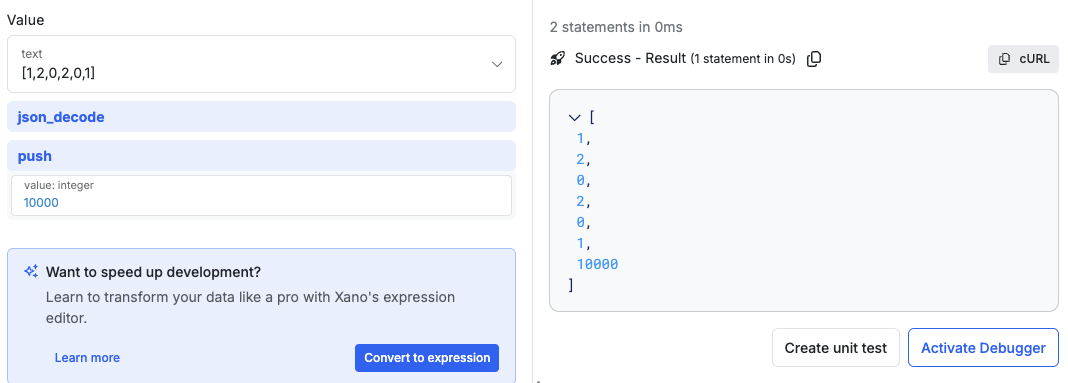 Value
text
[1,2,0,2,0,1]
json_decode
push
value: integer
10000
Want to speed up development?
Learn to transform your data like a pro with Xano's expression
editor.
Learn more
Convert to expression
2 statements in 0ms
Success - Result (1 statement in 0s)
cURL
[
1,
2,
0,
2,
0,
1,
10000
]
Create unit test
Activate Debugger